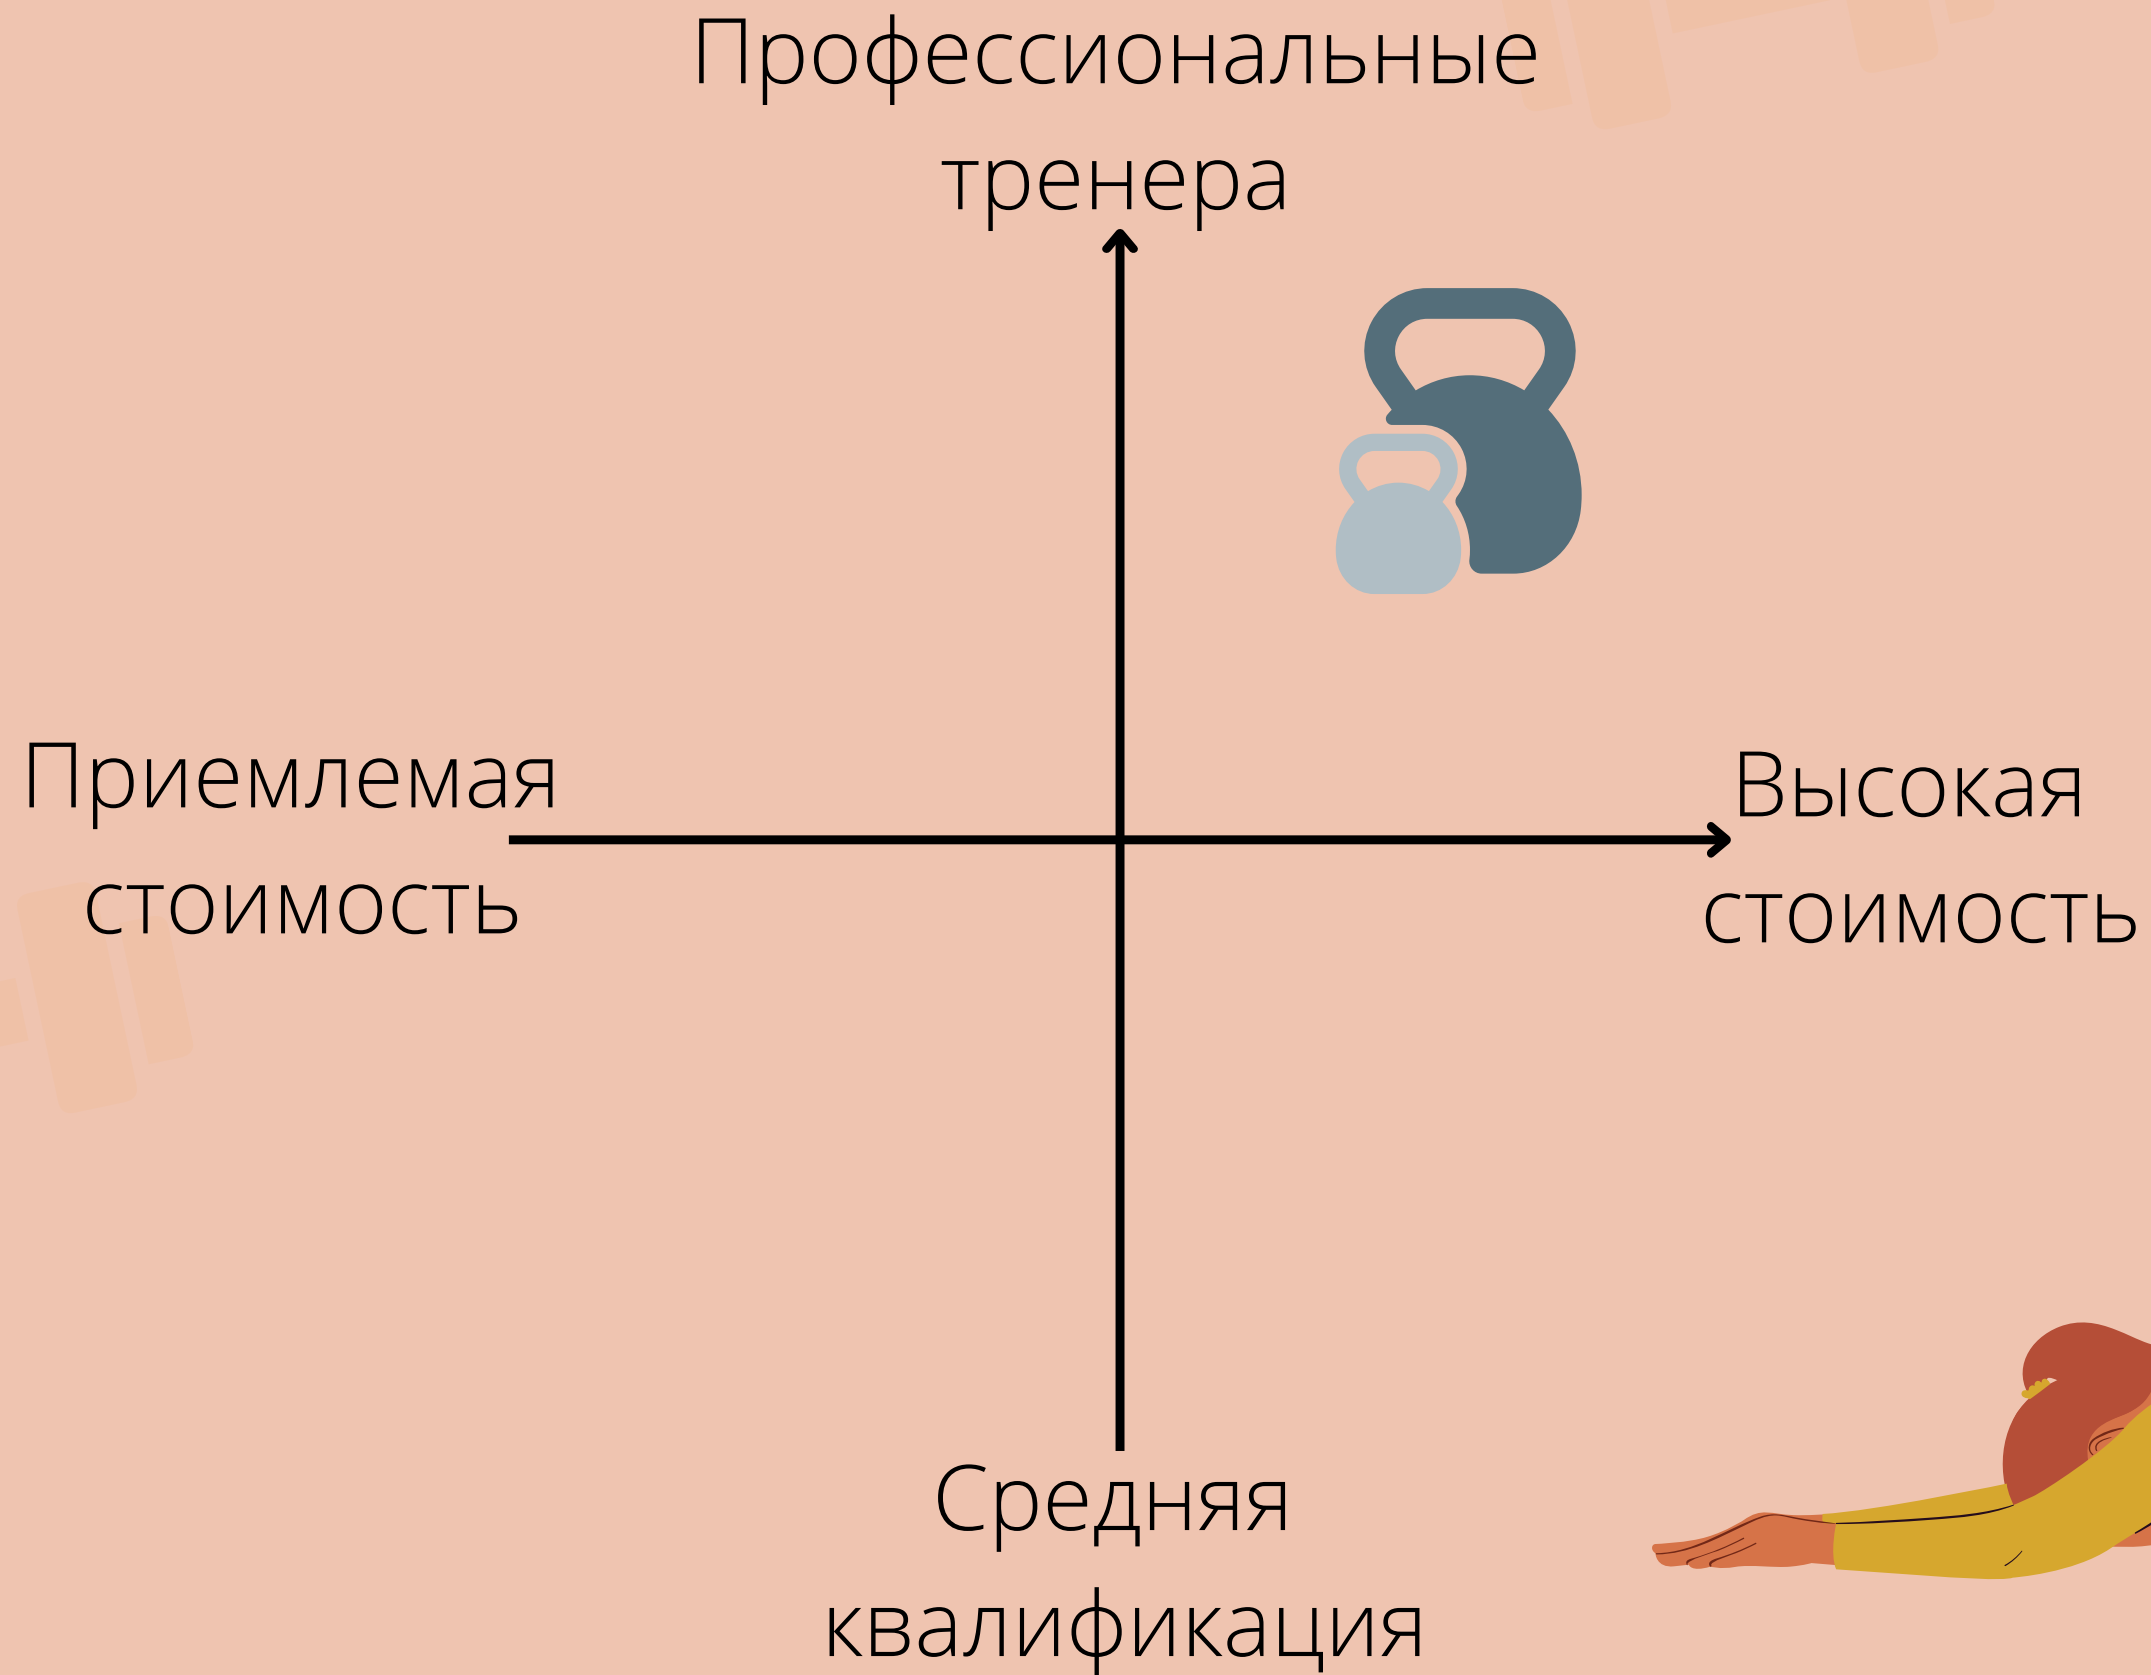 Профессиональные
тренера
Приемлемая
стоимость
Высокая
стоимость
Средняя
квалификация